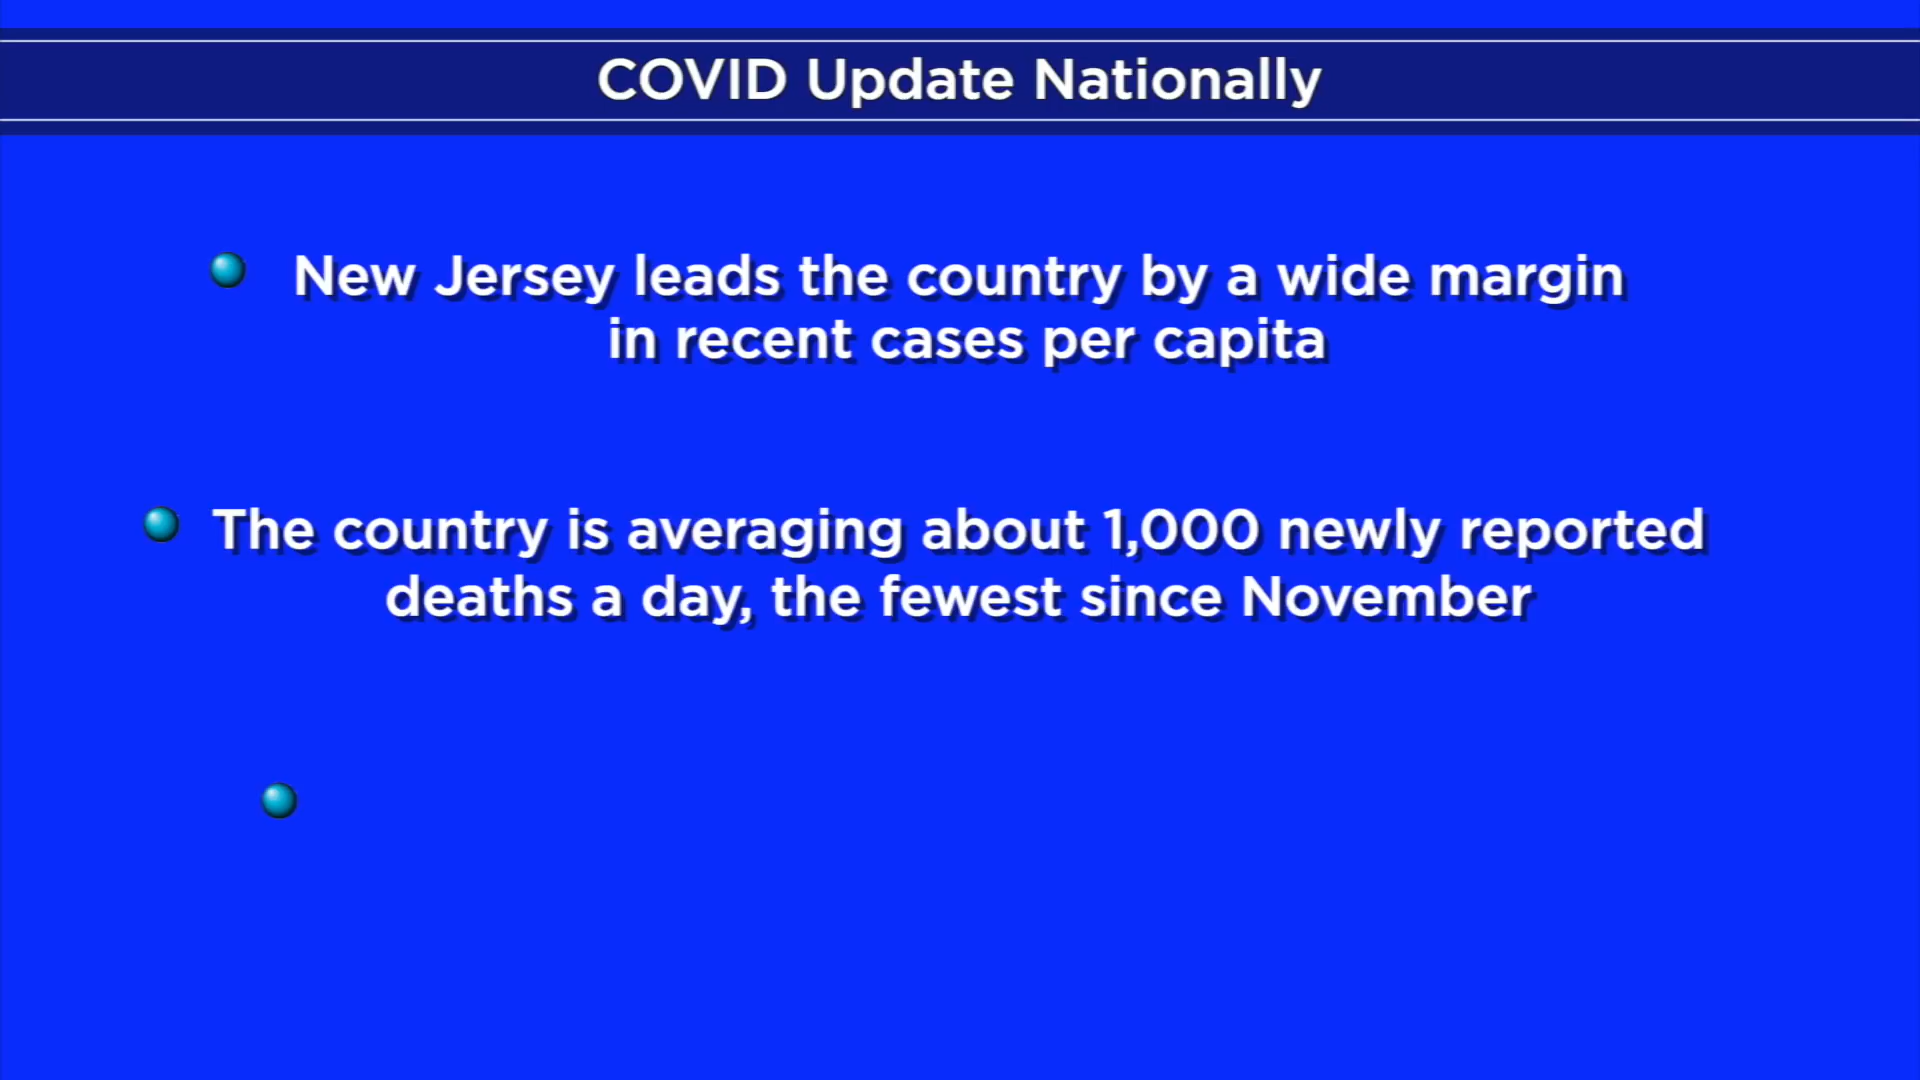 COVID Update Nationally
New Jersey leads the country by a wide margin
in recent cases per capita
The country is averaging about 1,000 newly reported
deaths a day, the fewest since November